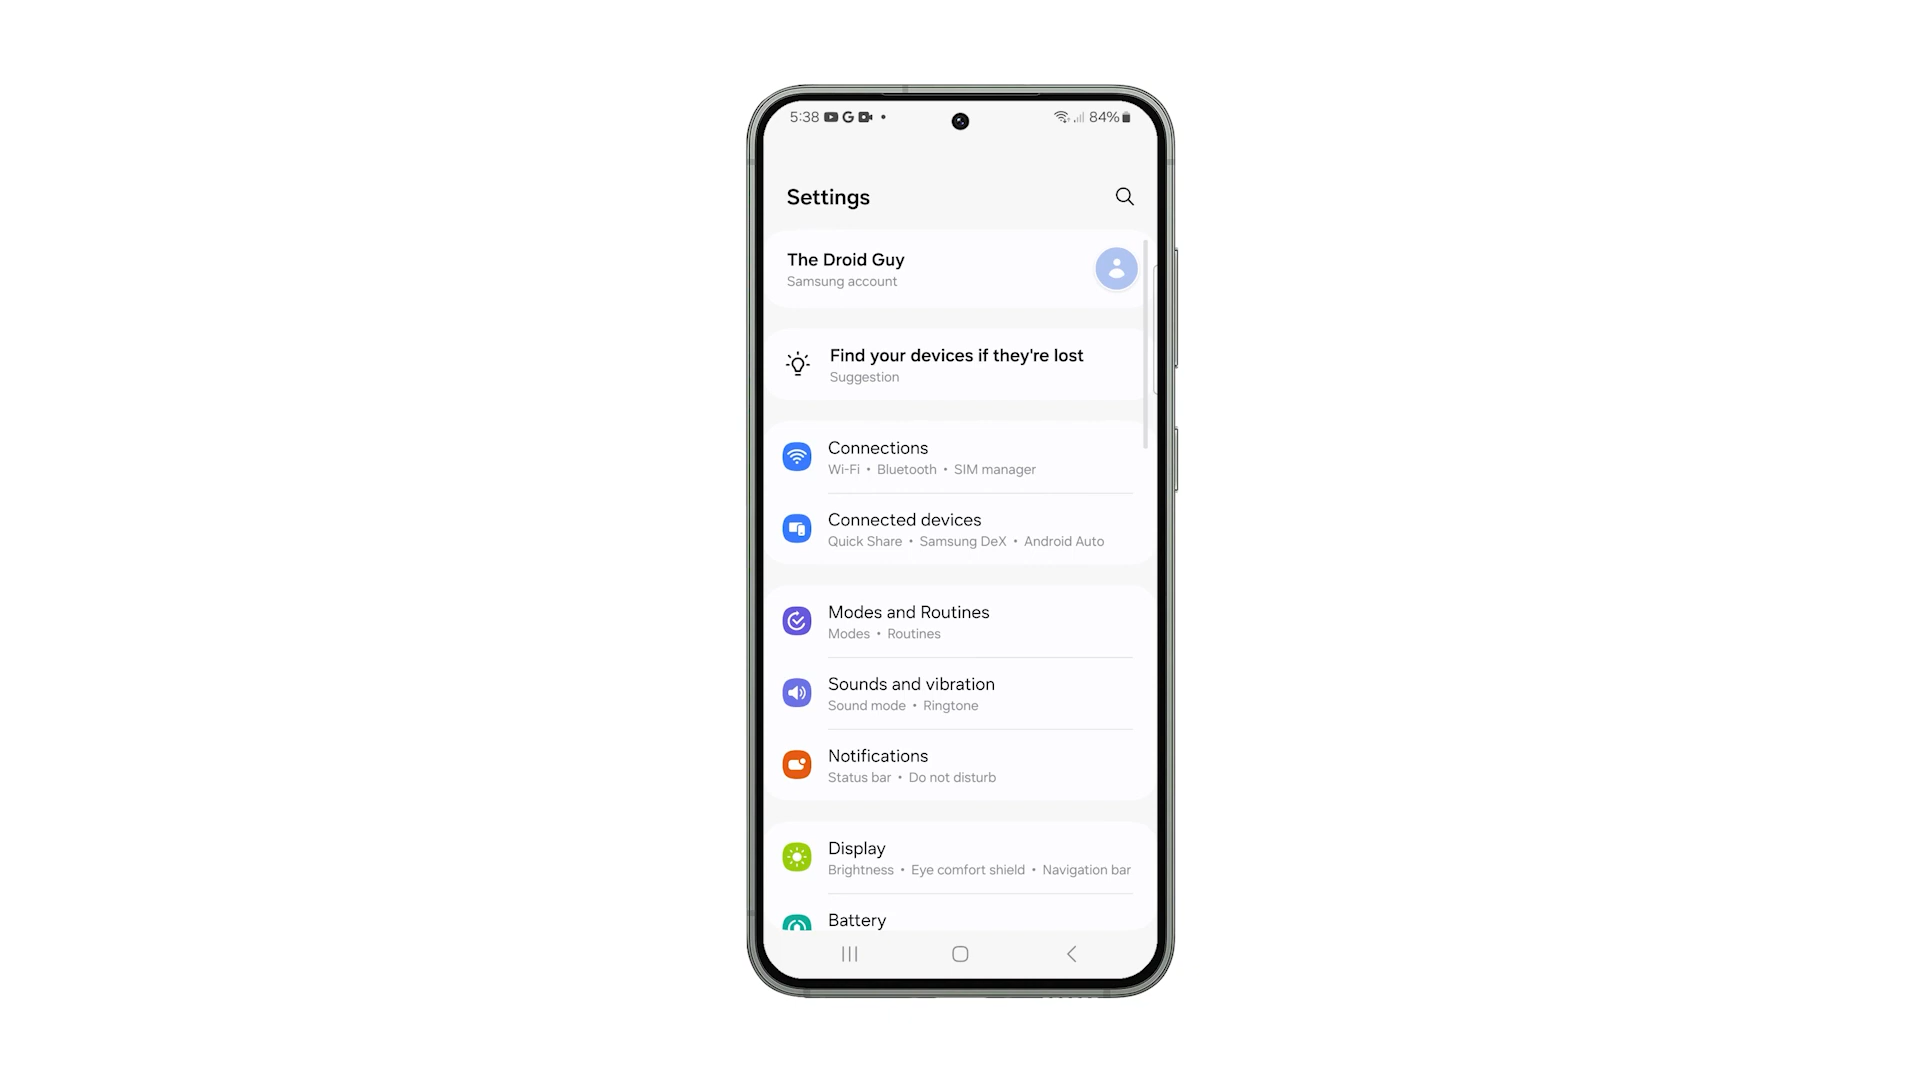 5:38 84%
Settings
The Droid Guy
Samsung account
Find your devices if they're lost
Suggestion
Connections
Wi-Fi • Bluetooth • SIM manager
Connected devices
Quick Share • Samsung DeX • Android Auto
Modes and Routines
Modes • Routines
Sounds and vibration
Sound mode • Ringtone
Notifications
Status bar • Do not disturb
Display
Brightness • Eye comfort shield • Navigation bar
Battery